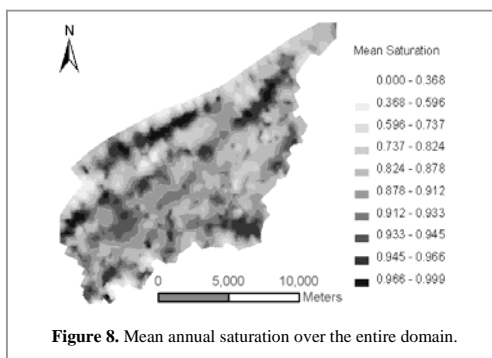 N
Mean Saturation
0.000 - 0.368
0.368 - 0.596
0.596 - 0.737
0.737 - 0.824
0.824 - 0.878
0.878 - 0.912
0.912 - 0.933
0.933 - 0.945
0.945 - 0.966
0.966 - 0.999
0 5,000 10,000
Meters
Figure 8. Mean annual saturation over the entire domain.